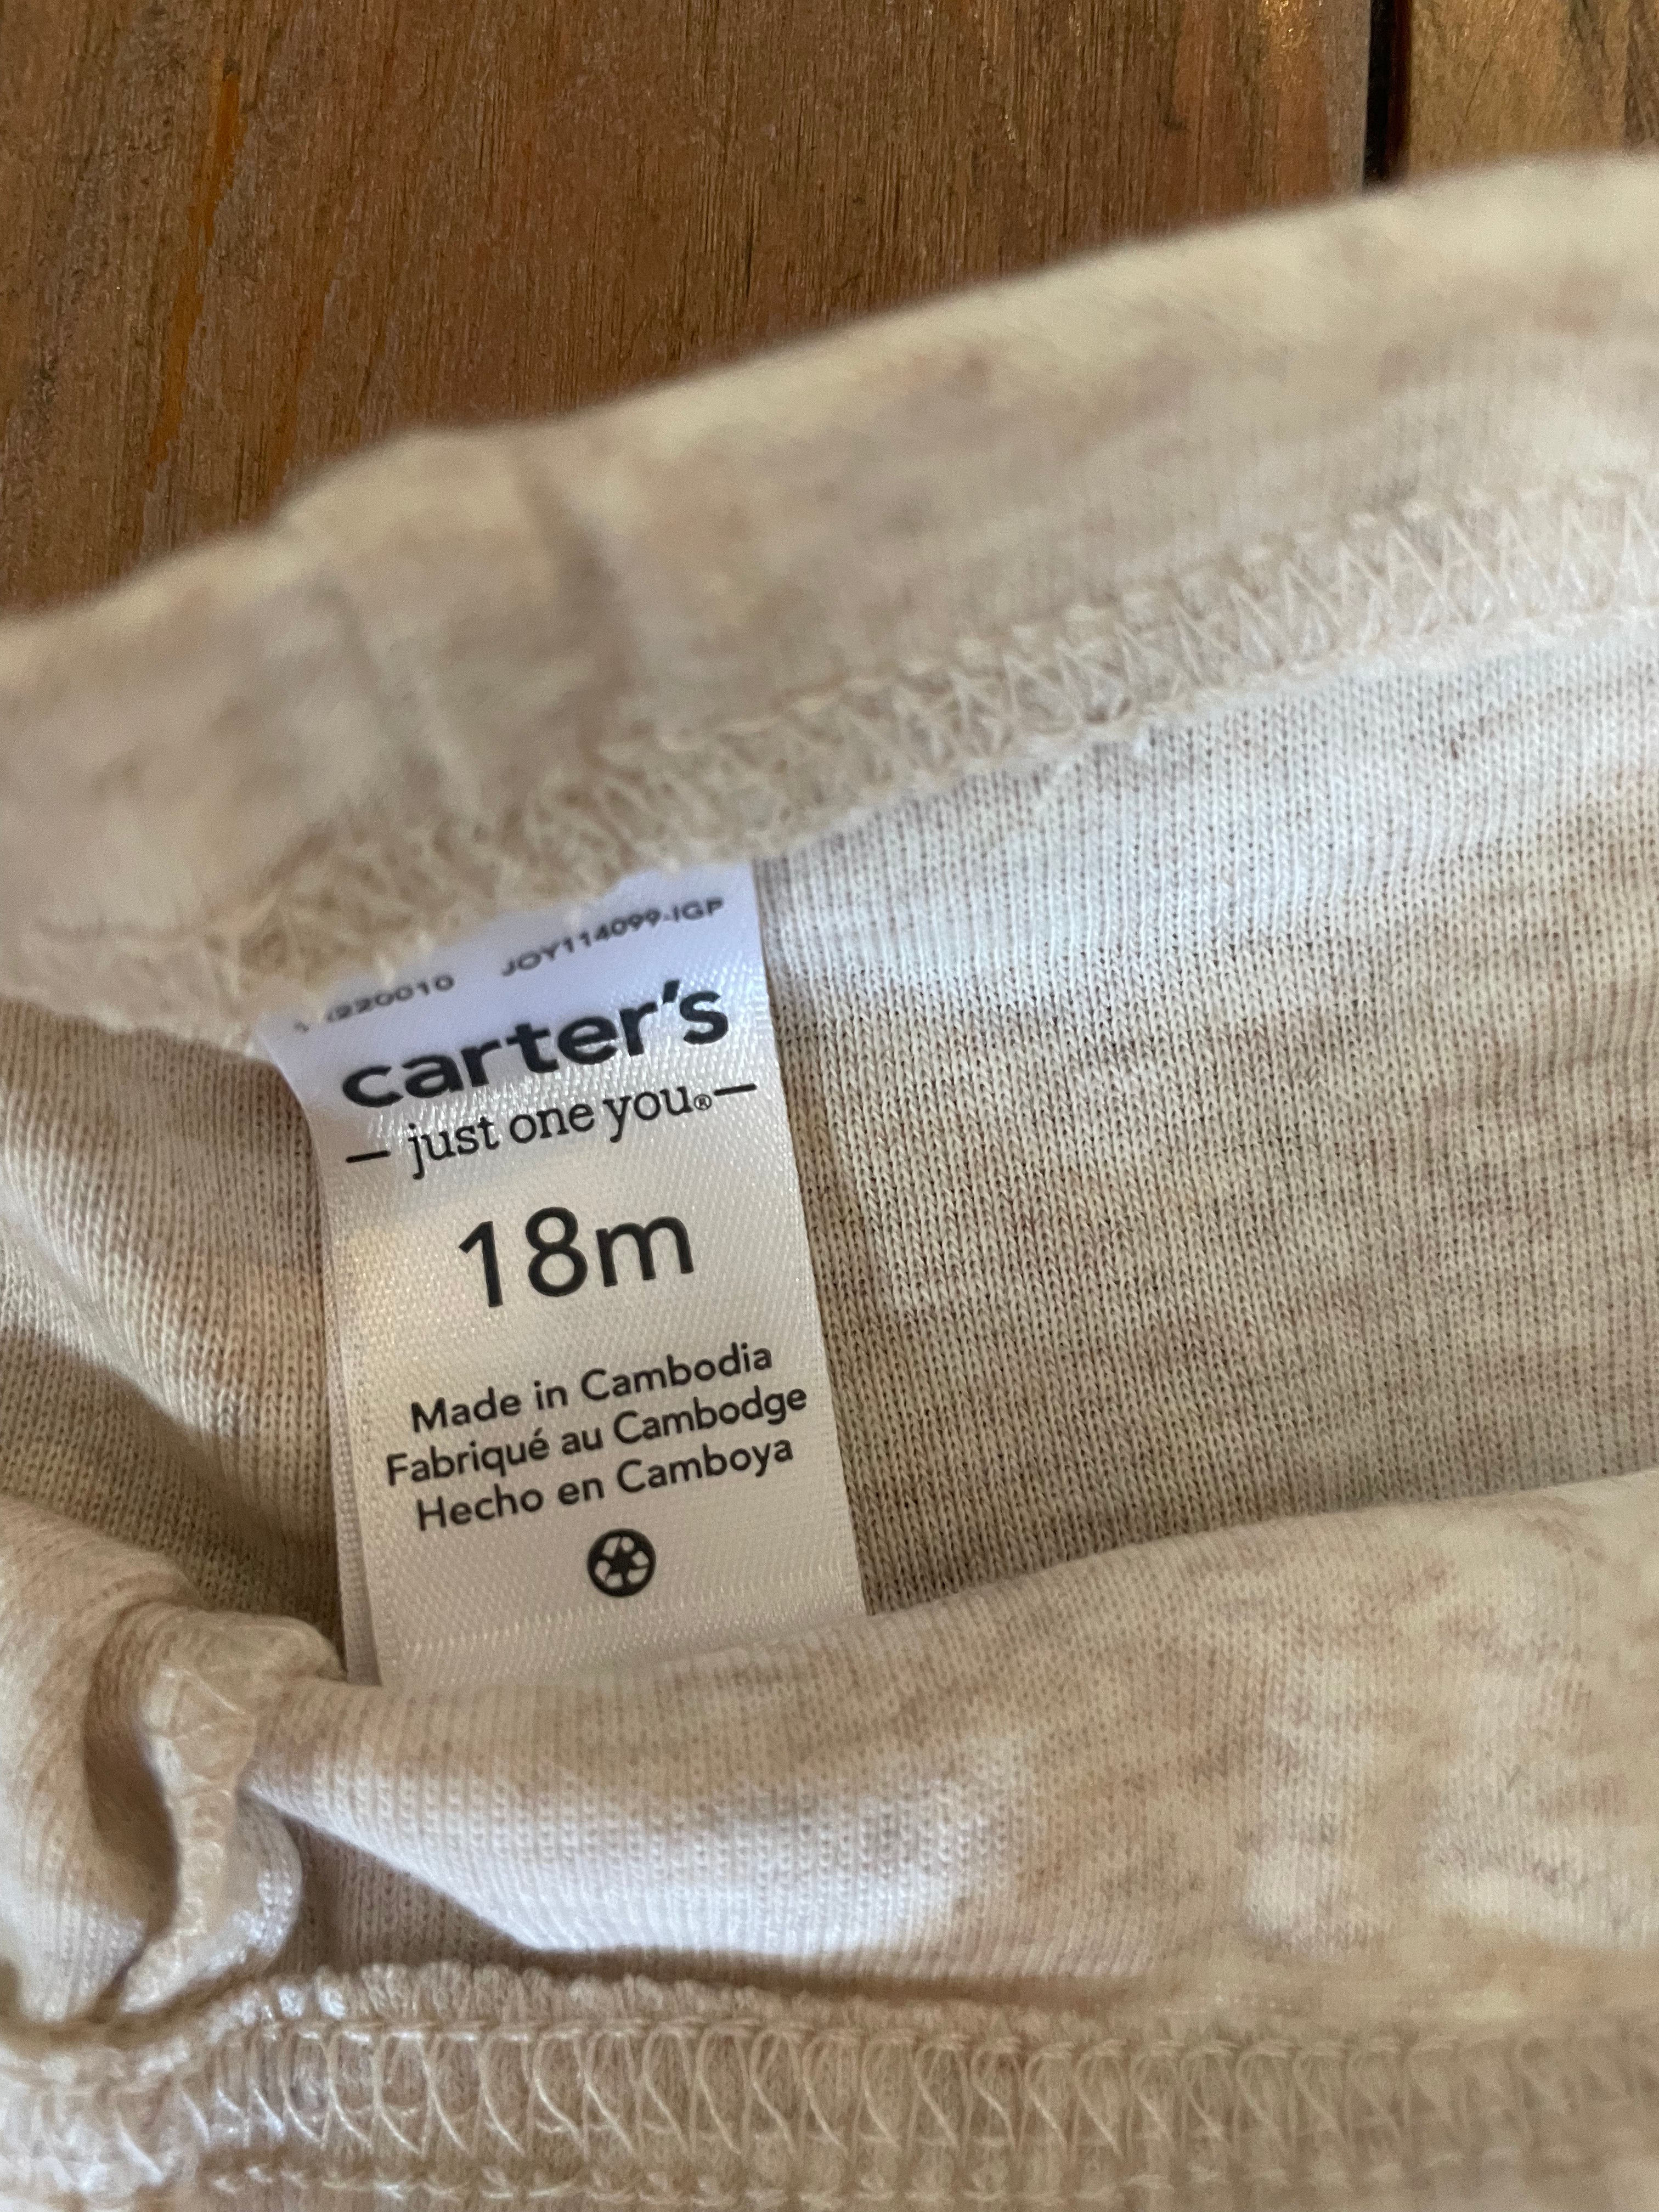 JOY114099-IGP
carter's
— just one you® —
18m
Made in Cambodia
Fabriqué au Cambodge
Hecho en Camboya